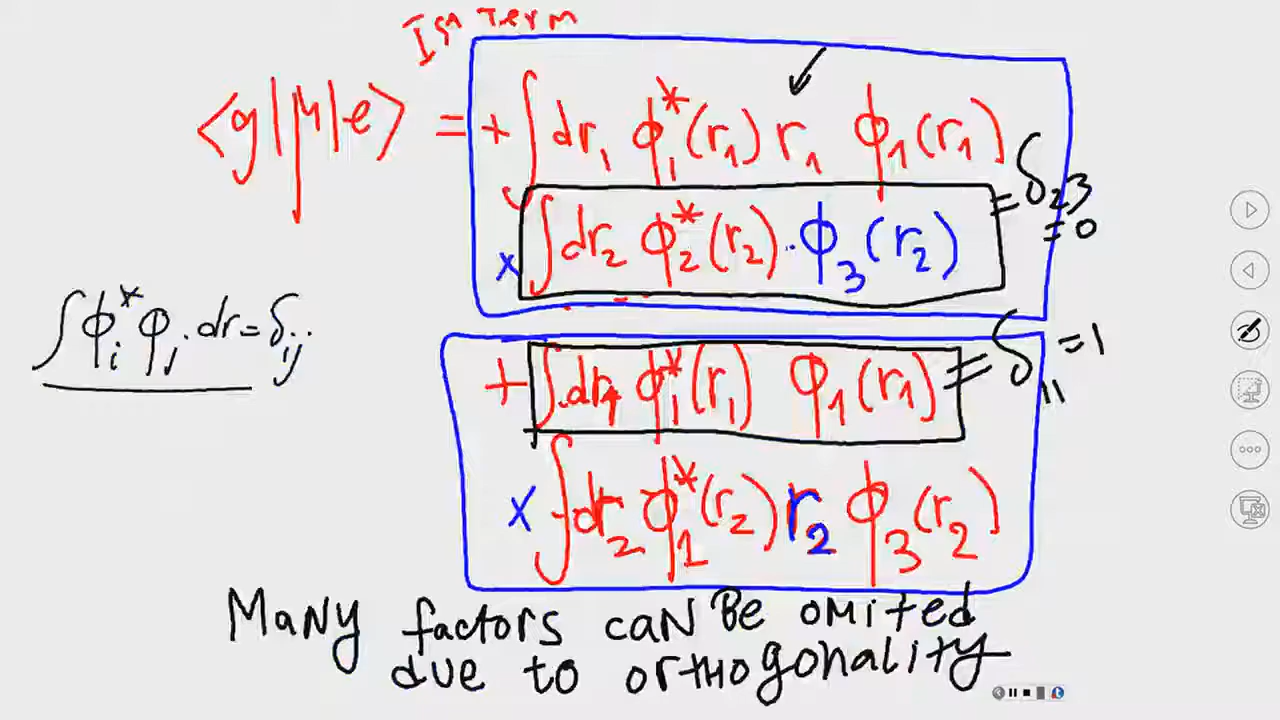 Ist Term
⟨g|μ|e⟩ = + ∫ dr₁ ϕ₁*(r₁) r₁ ϕ₁(r₁)
× ∫ dr₂ ϕ₂*(r₂) · ϕ₃(r₂) = δ₂₃ = 0
∫ ϕᵢ* φⱼ · dr = δᵢⱼ
+ ∫ dr₁ ϕ₁*(r₁) φ₁(r₁) = δ₁₁ = 1
× ∫ dr₂ ϕ₁*(r₂) r₂ ϕ₃(r₂)
Many factors can Be omited
due to orthogonality